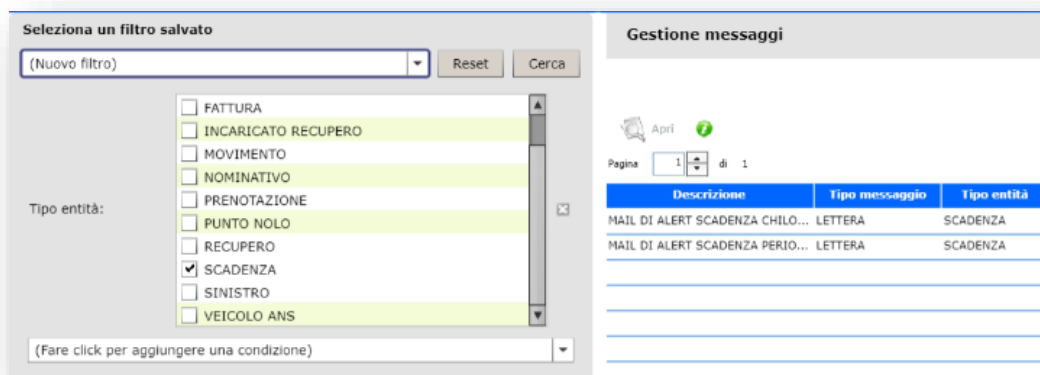 Seleziona un filtro salvato
(Nuovo filtro)
Reset
Cerca
Tipo entità:
FATTURA
INCARICATO RECUPERO
MOVIMENTO
NOMINATIVO
PRENOTAZIONE
PUNTO NOLO
RECUPERO
SCADENZA
SINISTRO
VEICOLO ANS
(Fare click per aggiungere una condizione)
Gestione messaggi
Apri
Pagina 1 di 1
Descrizione Tipo messaggio Tipo entità
MAIL DI ALERT SCADENZA CHILO... LETTERA SCADENZA
MAIL DI ALERT SCADENZA PERIO... LETTERA SCADENZA